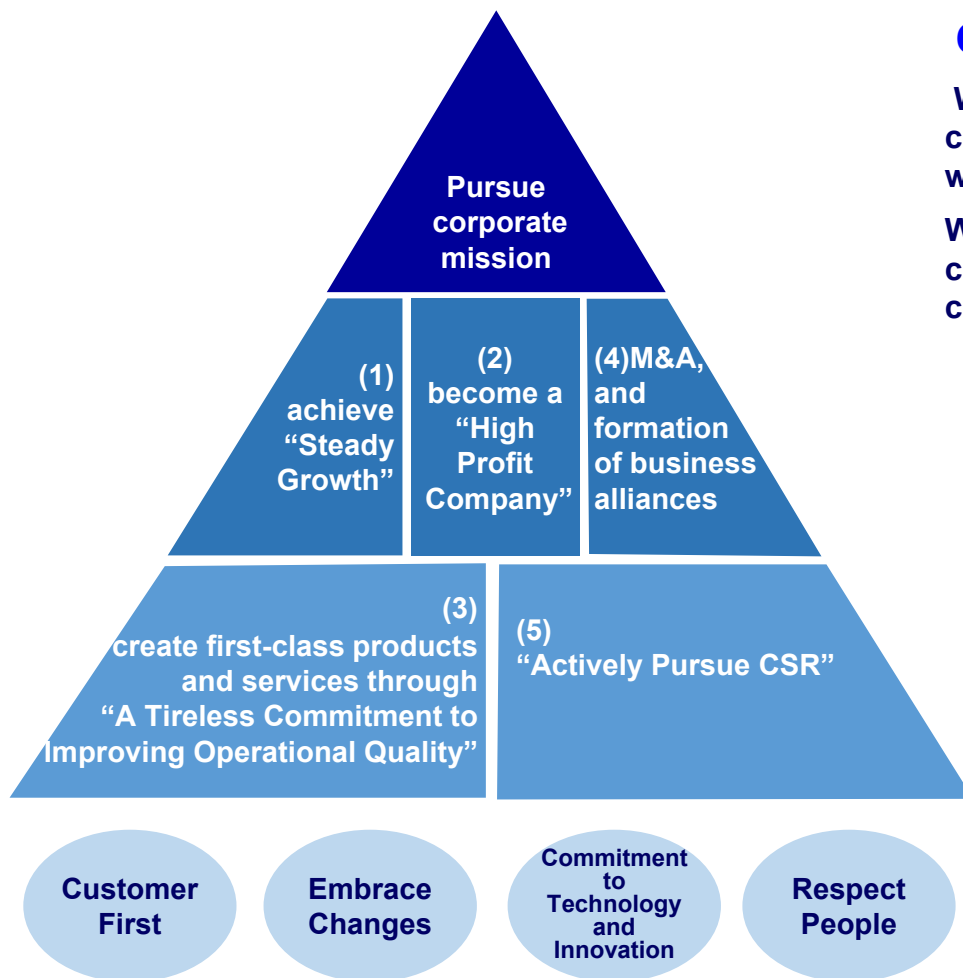 Pursue
corporate
mission
(1)
achieve
“Steady
Growth”
(2)
become a
“High
Profit
Company”
(4)M&A,
and
formation
of business
alliances
(3)
create first-class products
and services through
“A Tireless Commitment to
Improving Operational Quality”
(5)
“Actively Pursue CSR”
Customer
First
Embrace
Changes
Commitment
to
Technology
and
Innovation
Respect
People